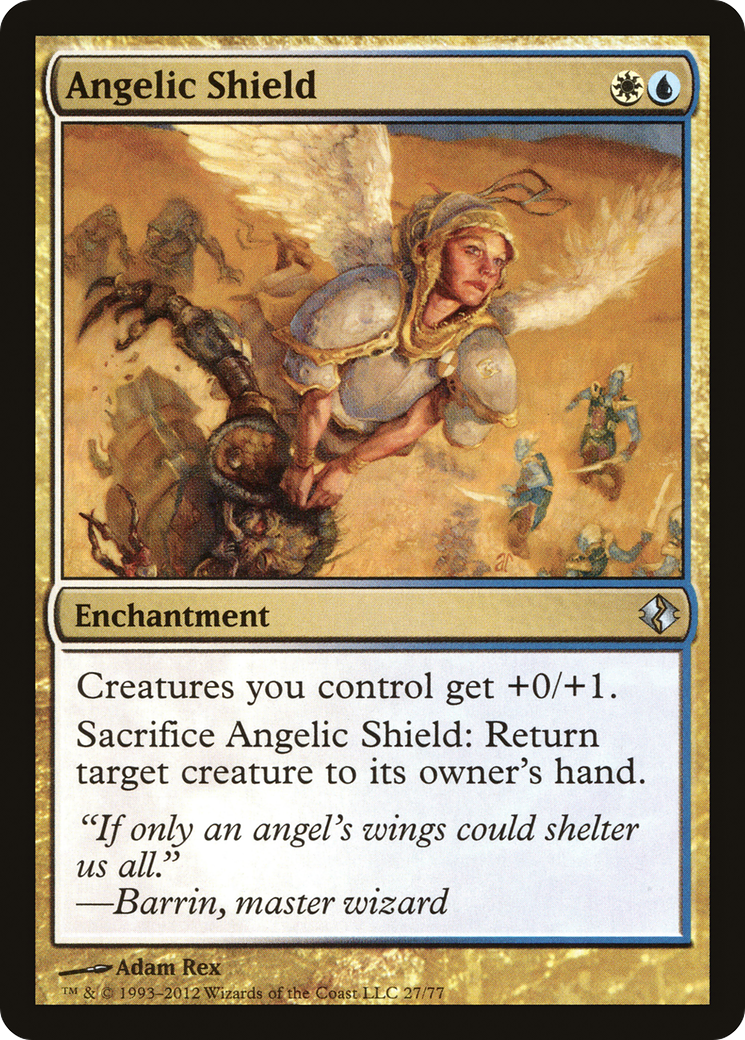 Angelic Shield
Enchantment
Creatures you control get +0/+1.
Sacrifice Angelic Shield: Return
target creature to its owner's hand.
“If only an angel's wings could shelter
us all.”
—Barrin, master wizard
Adam Rex
™ & © 1993–2012 Wizards of the Coast LLC 27/77